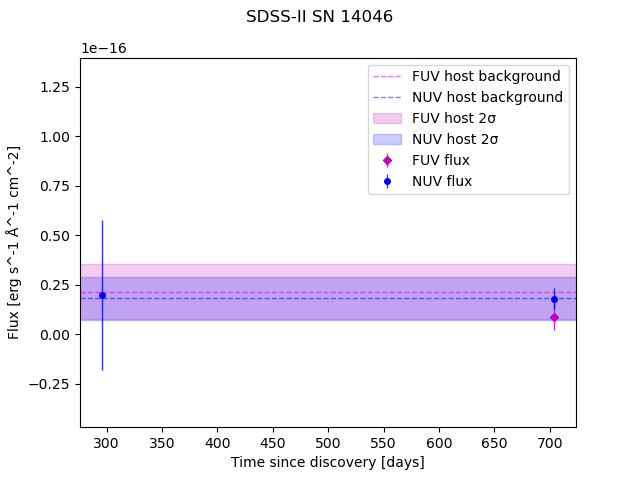 SDSS-II SN 14046
1e−16
1.25
1.00
0.75
0.50
0.25
0.00
−0.25
Flux [erg s^-1 Å^-1 cm^-2]
FUV host background
NUV host background
FUV host 2σ
NUV host 2σ
FUV flux
NUV flux
300 350 400 450 500 550 600 650 700
Time since discovery [days]